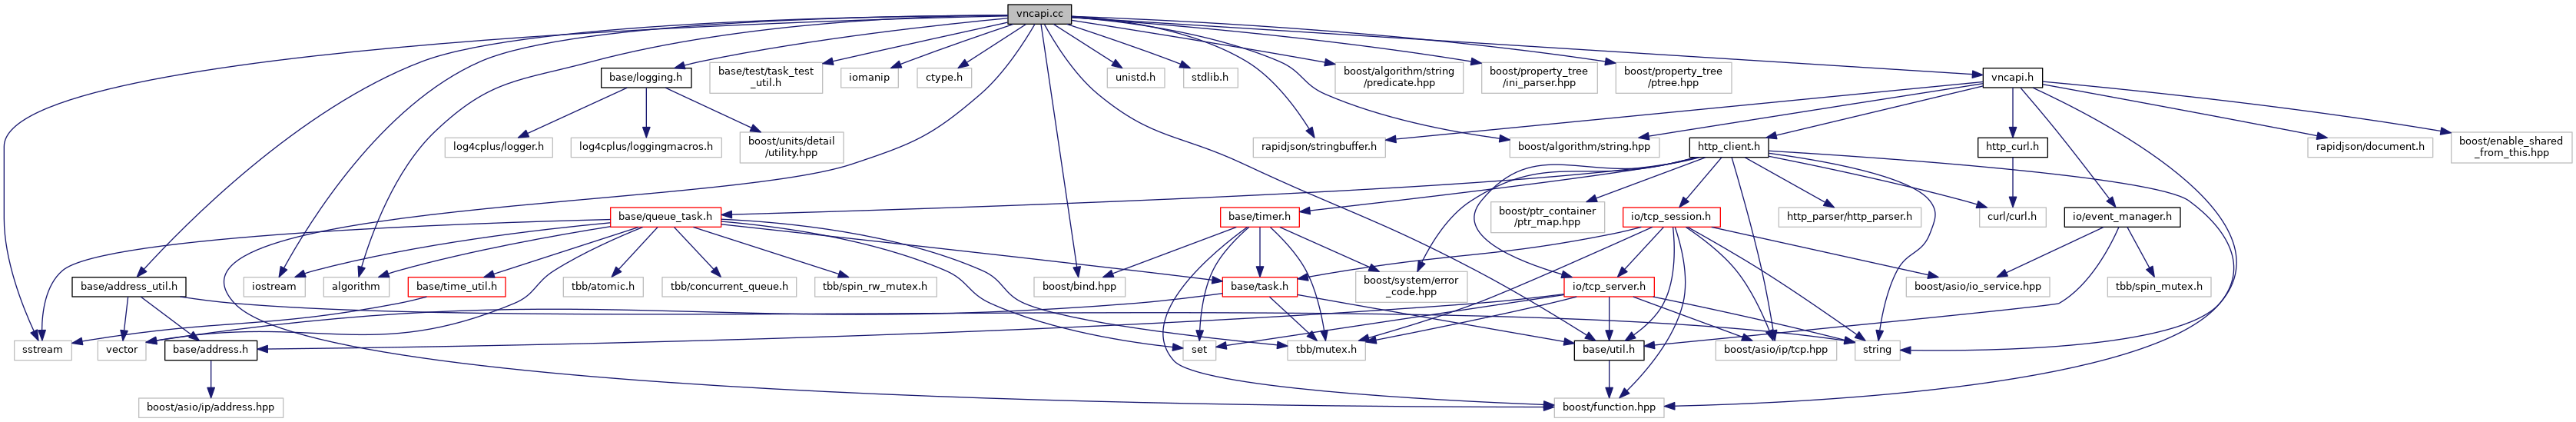 vncapi.cc
base/logging.h
base/test/task_test
_util.h
iomanip
ctype.h
unistd.h
stdlib.h
boost/algorithm/string
/predicate.hpp
boost/property_tree
/ini_parser.hpp
boost/property_tree
/ptree.hpp
vncapi.h
log4cplus/logger.h
log4cplus/loggingmacros.h
boost/units/detail
/utility.hpp
rapidjson/stringbuffer.h
boost/algorithm/string.hpp
http_client.h
http_curl.h
rapidjson/document.h
boost/enable_shared
_from_this.hpp
base/queue_task.h
base/timer.h
boost/ptr_container
/ptr_map.hpp
io/tcp_session.h
http_parser/http_parser.h
curl/curl.h
io/event_manager.h
base/address_util.h
iostream
algorithm
base/time_util.h
tbb/atomic.h
tbb/concurrent_queue.h
tbb/spin_rw_mutex.h
boost/bind.hpp
base/task.h
boost/system/error
_code.hpp
io/tcp_server.h
boost/asio/io_service.hpp
tbb/spin_mutex.h
sstream
vector
base/address.h
set
tbb/mutex.h
base/util.h
boost/asio/ip/tcp.hpp
string
boost/asio/ip/address.hpp
boost/function.hpp